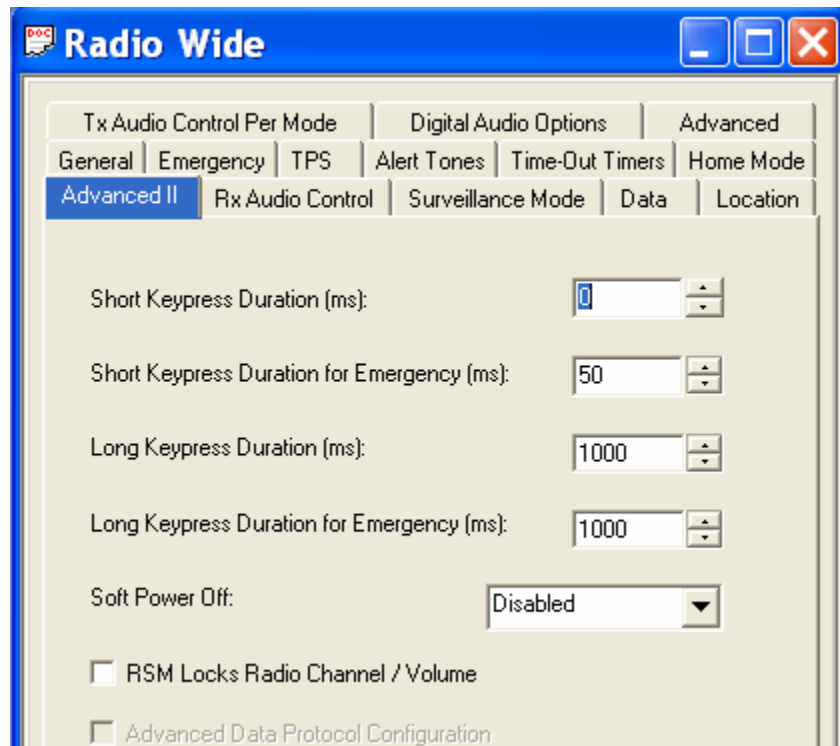 DOC
Radio Wide
Tx Audio Control Per Mode Digital Audio Options Advanced
General Emergency TPS Alert Tones Time-Out Timers Home Mode
Advanced II Rx Audio Control Surveillance Mode Data Location
Short Keypress Duration (ms): 0
Short Keypress Duration for Emergency (ms): 50
Long Keypress Duration (ms): 1000
Long Keypress Duration for Emergency (ms): 1000
Soft Power Off: Disabled
RSM Locks Radio Channel / Volume
Advanced Data Protocol Configuration